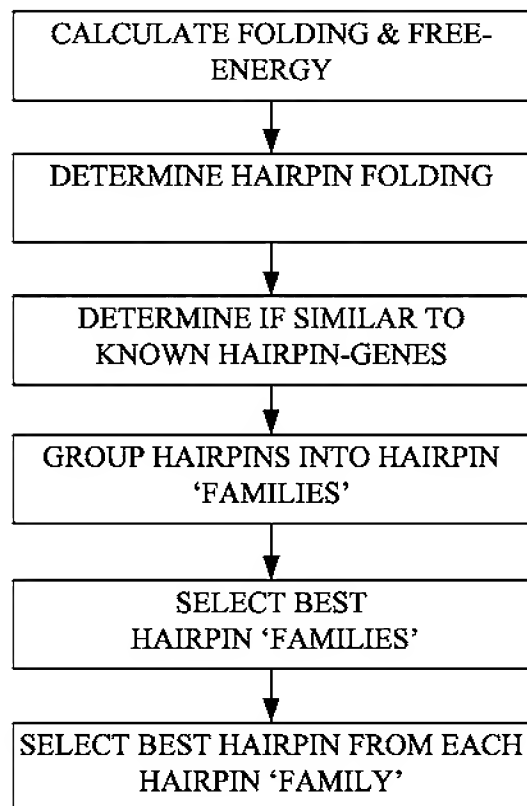 CALCULATE FOLDING & FREE-
ENERGY
DETERMINE HAIRPIN FOLDING
DETERMINE IF SIMILAR TO
KNOWN HAIRPIN-GENES
GROUP HAIRPINS INTO HAIRPIN
‘FAMILIES’
SELECT BEST
HAIRPIN ‘FAMILIES’
SELECT BEST HAIRPIN FROM EACH
HAIRPIN ‘FAMILY’